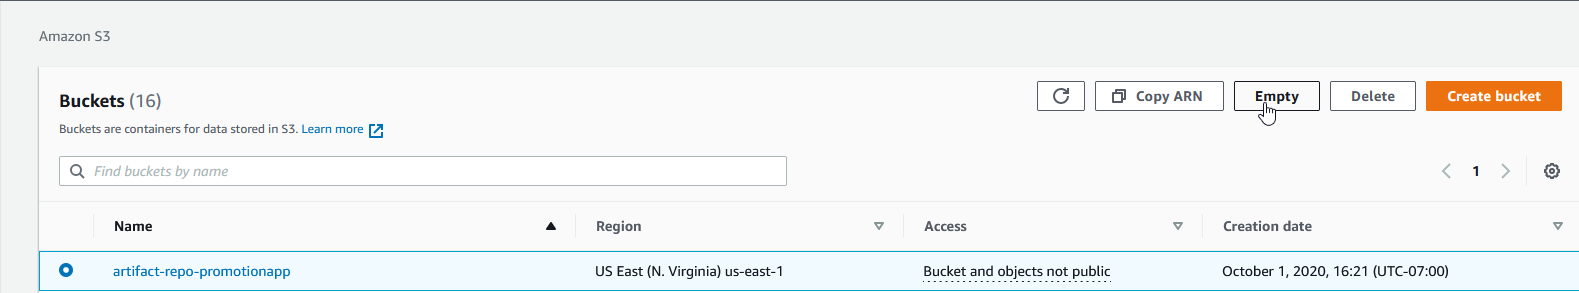 Amazon S3
Buckets (16)
Copy ARN
Empty
Delete
Create bucket
Buckets are containers for data stored in S3. Learn more
Find buckets by name
1
Name
Region
Access
Creation date
artifact-repo-promotionapp
US East (N. Virginia) us-east-1
Bucket and objects not public
October 1, 2020, 16:21 (UTC-07:00)